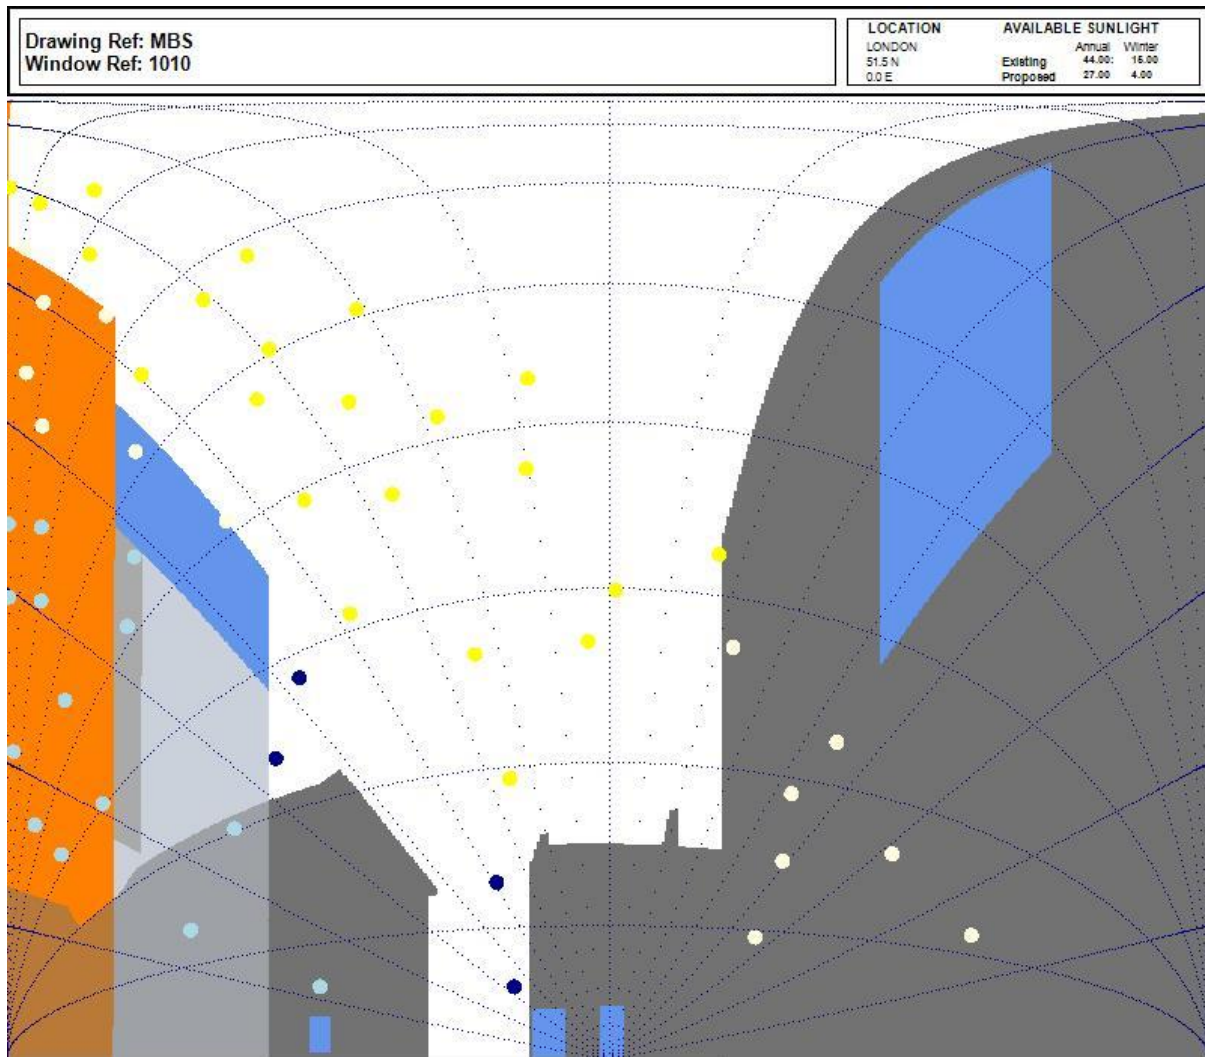 Drawing Ref: MBS
Window Ref: 1010
LOCATION
LONDON
51.5 N
0.0 E
AVAILABLE SUNLIGHT
Annual Winter
Existing 44.00: 16.00
Proposed 27.00 4.00